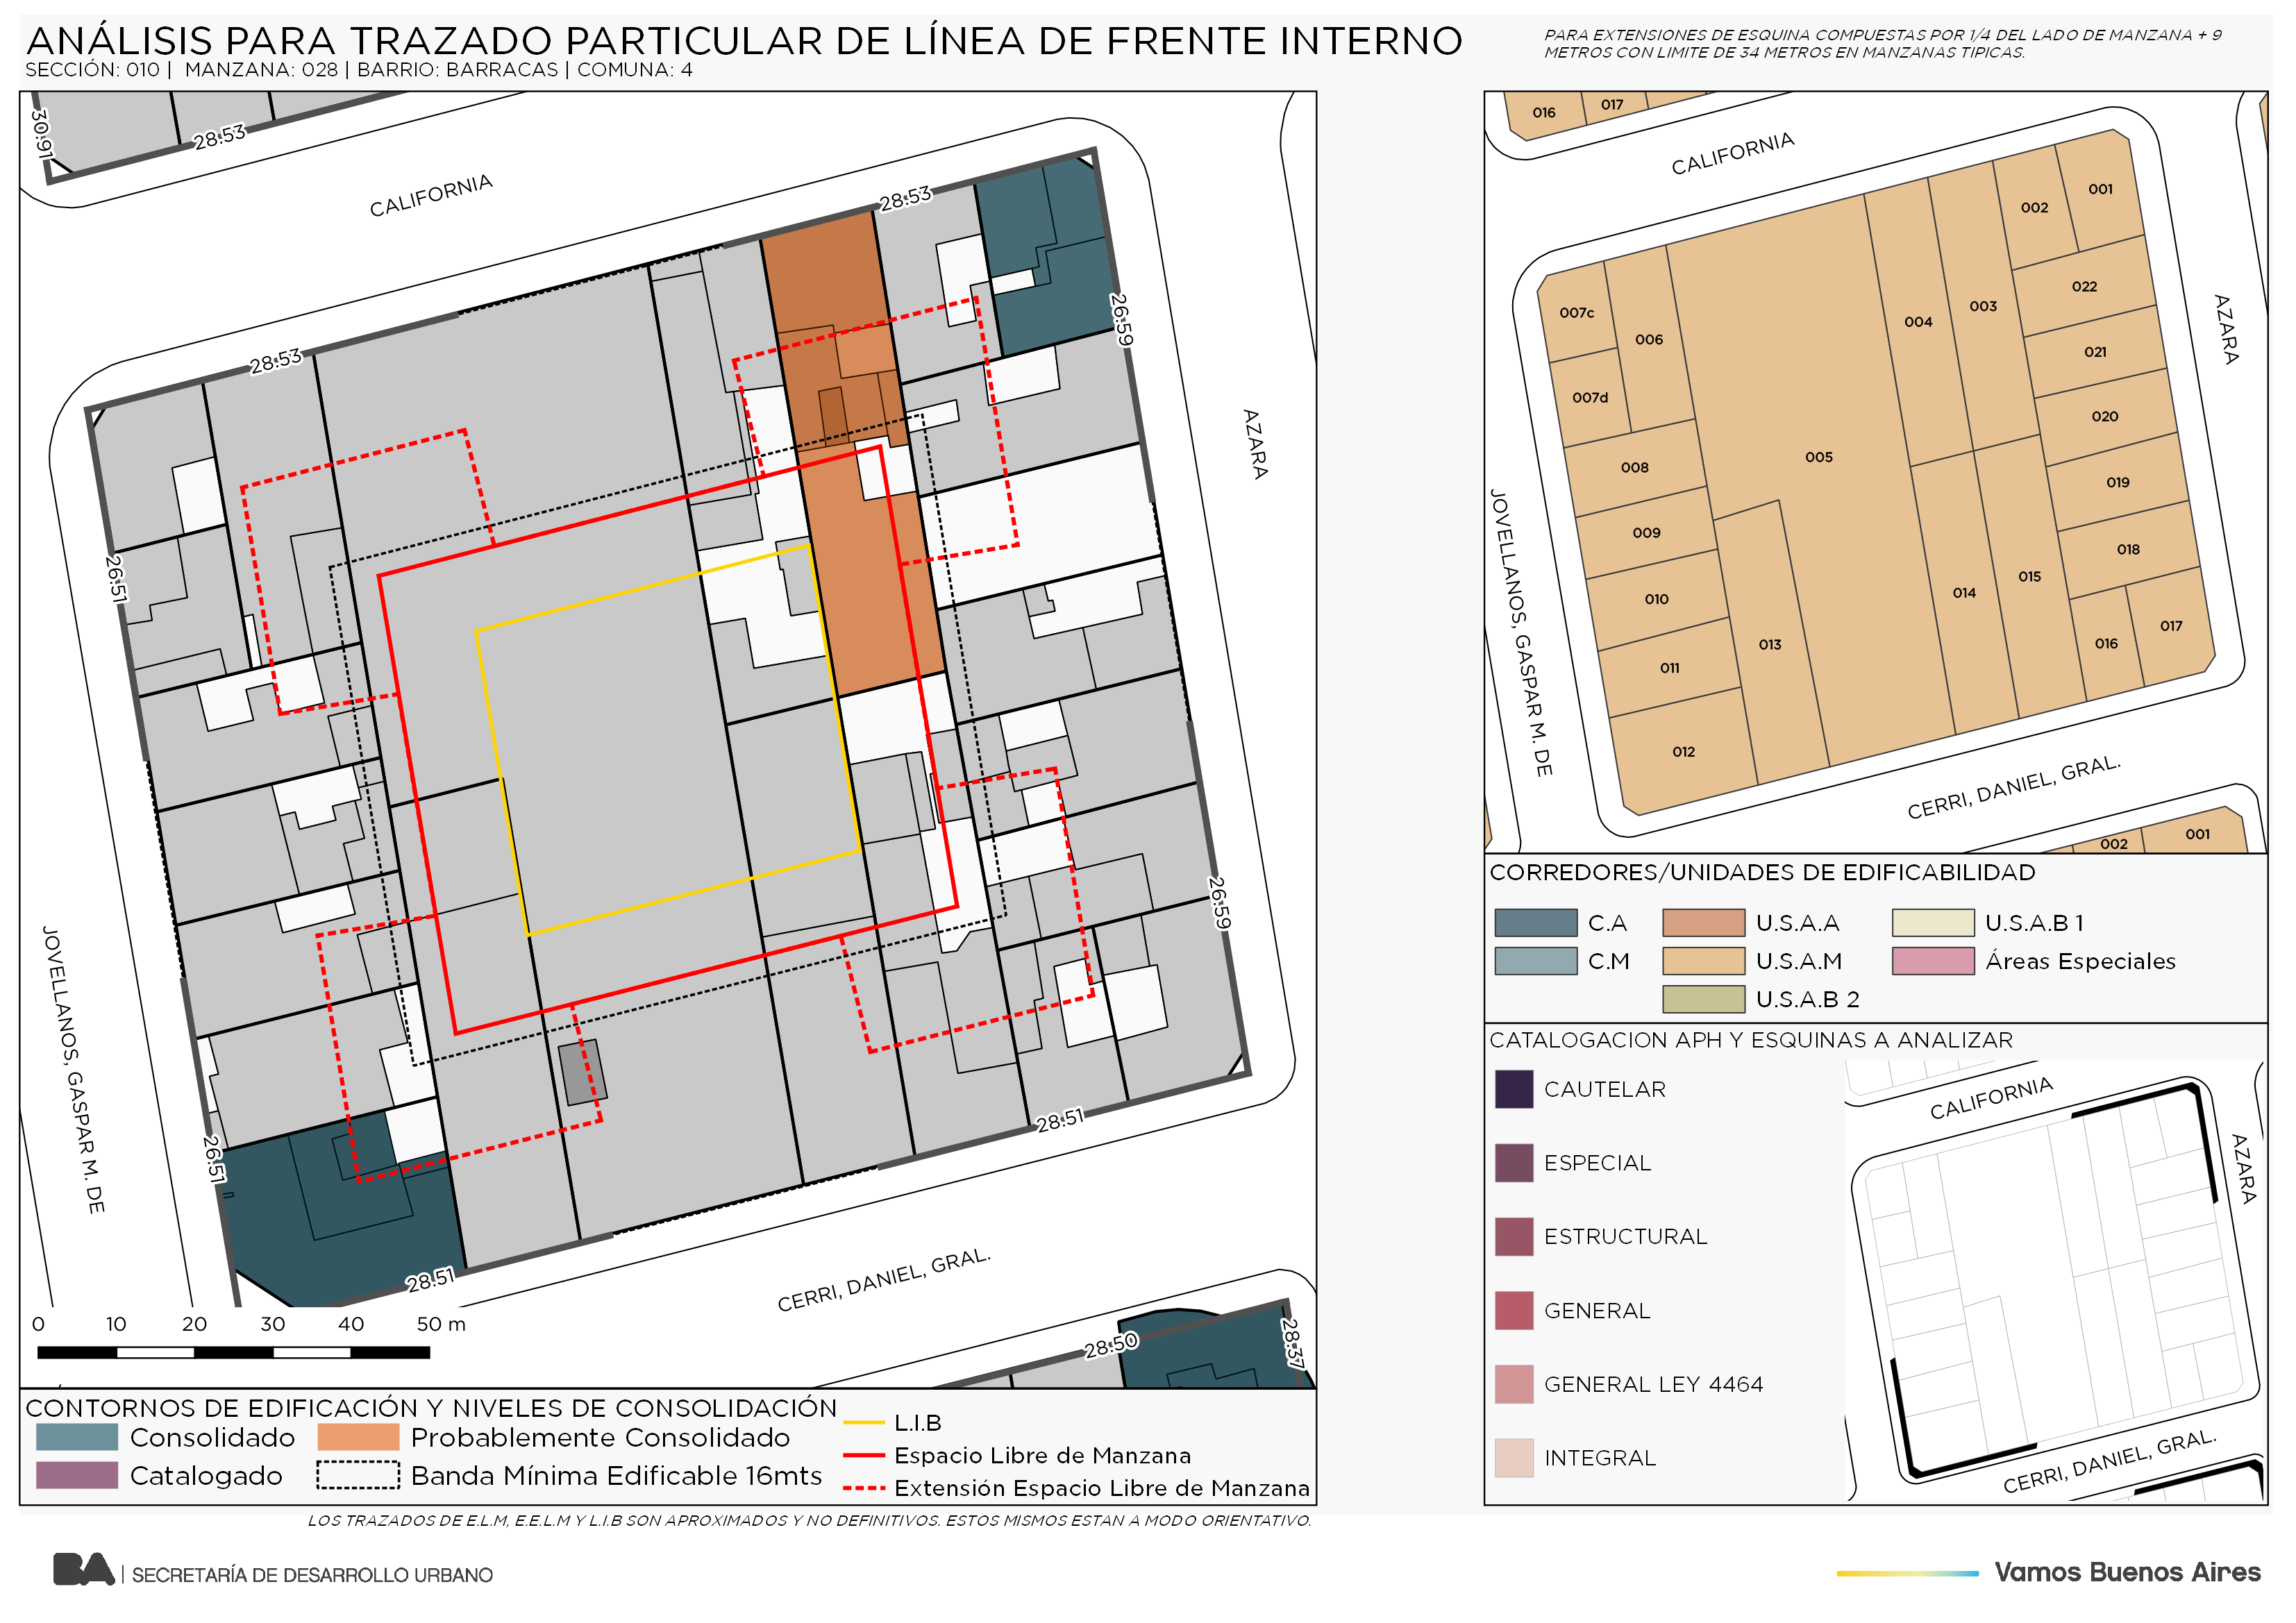 ANÁLISIS PARA TRAZADO PARTICULAR DE LÍNEA DE FRENTE INTERNO
SECCIÓN: 010 | MANZANA: 028 | BARRIO: BARRACAS | COMUNA: 4
PARA EXTENSIONES DE ESQUINA COMPUESTAS POR 1/4 DEL LADO DE MANZANA + 9
METROS CON LIMITE DE 34 METROS EN MANZANAS TIPICAS.
30.91
28.53
CALIFORNIA
28.53
28.53
26.59
AZARA
26.51
26.59
JOVELLANOS, GASPAR M. DE
26.51
28.51
28.51
CERRI, DANIEL, GRAL.
28.50
28.37
0 10 20 30 40 50 m
CONTORNOS DE EDIFICACIÓN Y NIVELES DE CONSOLIDACIÓN
Consolidado
Probablemente Consolidado
Catalogado
Banda Mínima Edificable 16mts
L.I.B
Espacio Libre de Manzana
Extensión Espacio Libre de Manzana
LOS TRAZADOS DE E.L.M, E.E.L.M Y L.I.B SON APROXIMADOS Y NO DEFINITIVOS. ESTOS MISMOS ESTAN A MODO ORIENTATIVO.
016
017
CALIFORNIA
001
002
022
007c
006
004
003
021
AZARA
007d
020
008
005
019
009
018
010
014
015
011
013
016
017
012
JOVELLANOS, GASPAR M. DE
CERRI, DANIEL, GRAL.
002
001
CORREDORES/UNIDADES DE EDIFICABILIDAD
C.A
U.S.A.A
U.S.A.B 1
C.M
U.S.A.M
Áreas Especiales
U.S.A.B 2
CATALOGACION APH Y ESQUINAS A ANALIZAR
CAUTELAR
ESPECIAL
ESTRUCTURAL
GENERAL
GENERAL LEY 4464
INTEGRAL
CALIFORNIA
AZARA
CERRI, DANIEL, GRAL.
BA | SECRETARÍA DE DESARROLLO URBANO
Vamos Buenos Aires